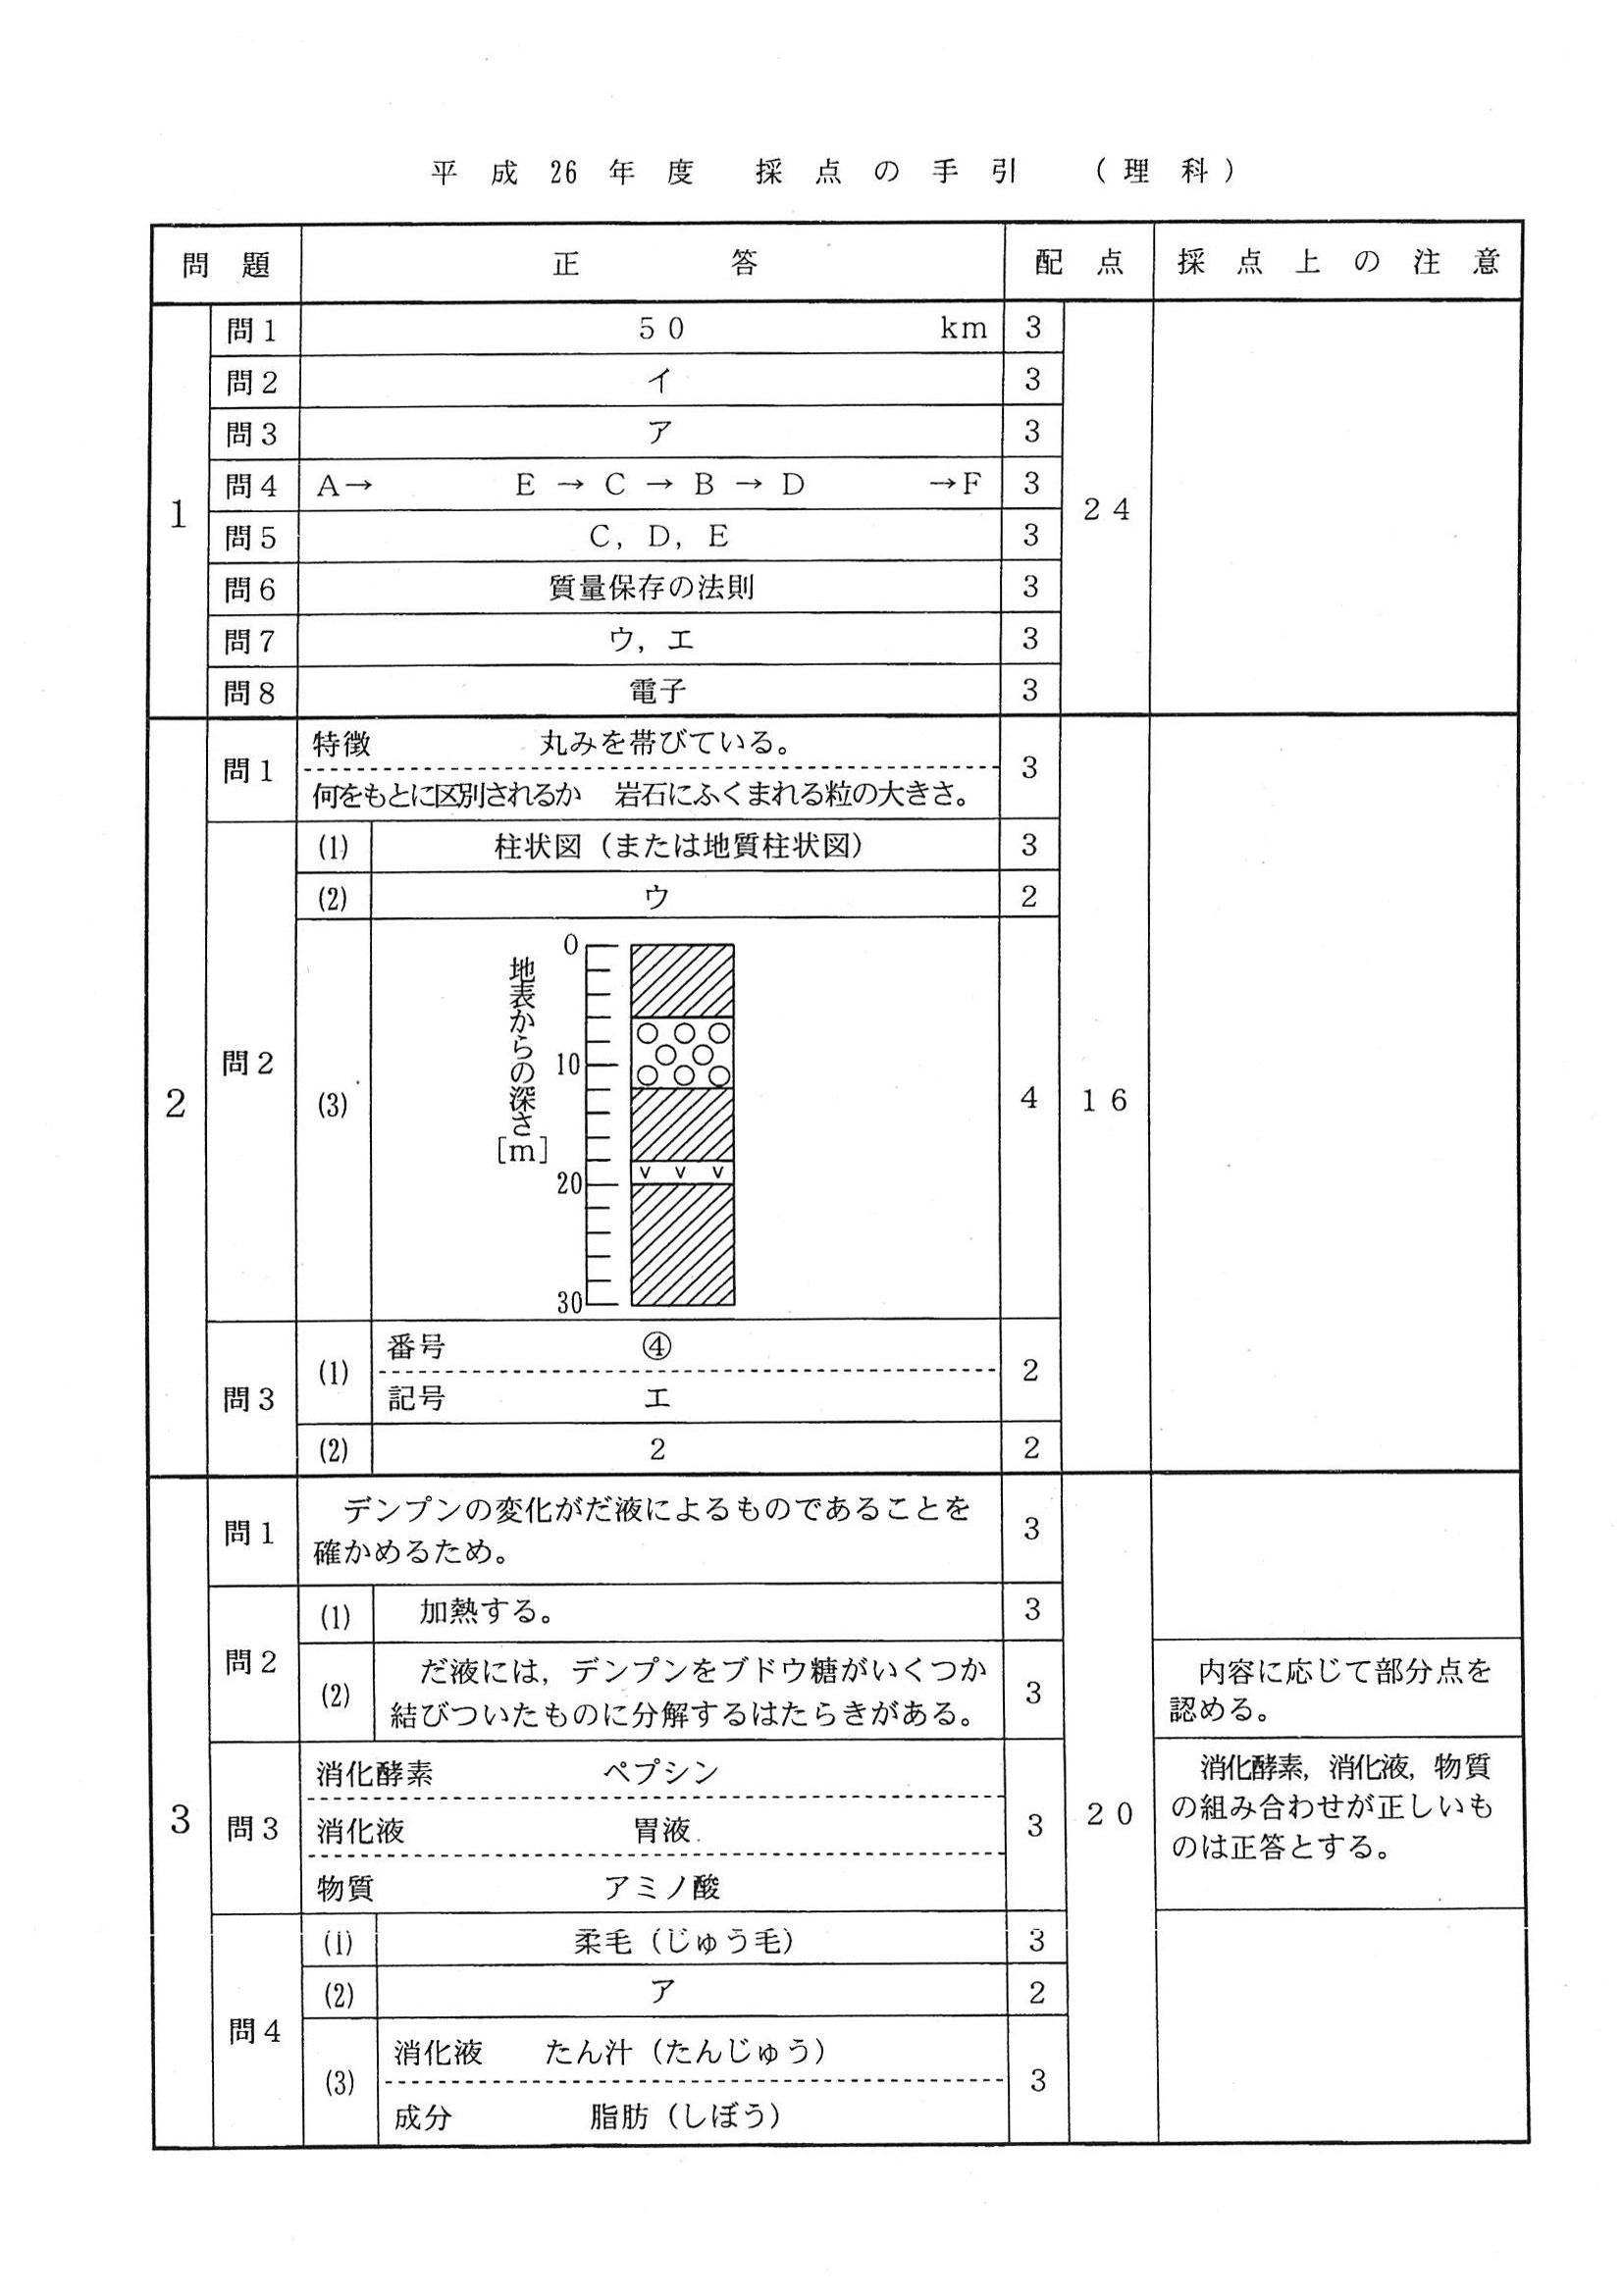 平成26年度 採点の手引 （理科）
問題 正答 配点 採点上の注意
1 24
問1 50 km 3
問2 イ 3
問3 ア 3
問4 A→ E→C→B→D →F 3
問5 C，D，E 3
問6 質量保存の法則 3
問7 ウ，エ 3
問8 電子 3
2 16
問1 特徴 丸みを帯びている。 3
何をもとに区別されるか 岩石にふくまれる粒の大きさ。
問2 (1) 柱状図（または地質柱状図） 3
(2) ウ 2
(3) 4
地表からの深さ[m]
0
10
20
30
v v v
問3 (1) 番号 ④ 2
記号 エ
(2) 2 2
3 20
問1 デンプンの変化がだ液によるものであることを 3
確かめるため。
問2 (1) 加熱する。 3
(2) だ液には，デンプンをブドウ糖がいくつか 3
結びついたものに分解するはたらきがある。
内容に応じて部分点を
認める。
問3 消化酵素 ペプシン 3
消化液 胃液
物質 アミノ酸
消化酵素，消化液，物質
の組み合わせが正しいも
のは正答とする。
問4 (1) 柔毛（じゅう毛） 3
(2) ア 2
(3) 消化液 たん汁（たんじゅう） 3
成分 脂肪（しぼう）